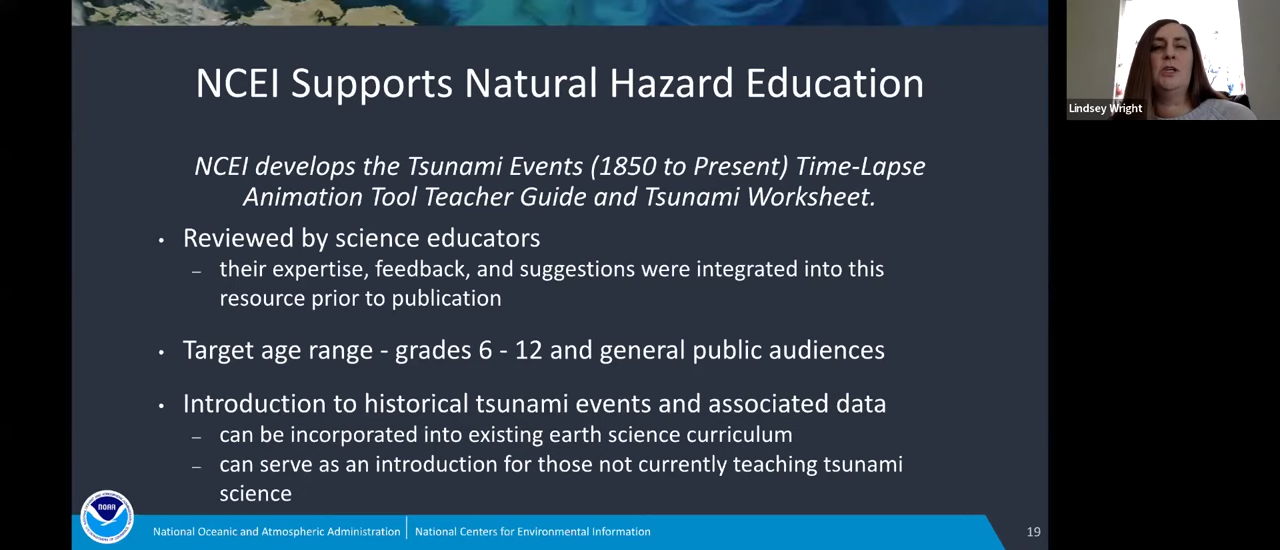 NCEI Supports Natural Hazard Education
Lindsey Wright
NCEI develops the Tsunami Events (1850 to Present) Time-Lapse
Animation Tool Teacher Guide and Tsunami Worksheet.
• Reviewed by science educators
– their expertise, feedback, and suggestions were integrated into this
resource prior to publication
• Target age range - grades 6 - 12 and general public audiences
• Introduction to historical tsunami events and associated data
– can be incorporated into existing earth science curriculum
– can serve as an introduction for those not currently teaching tsunami
science
NOAA
National Oceanic and Atmospheric Administration | National Centers for Environmental Information
19